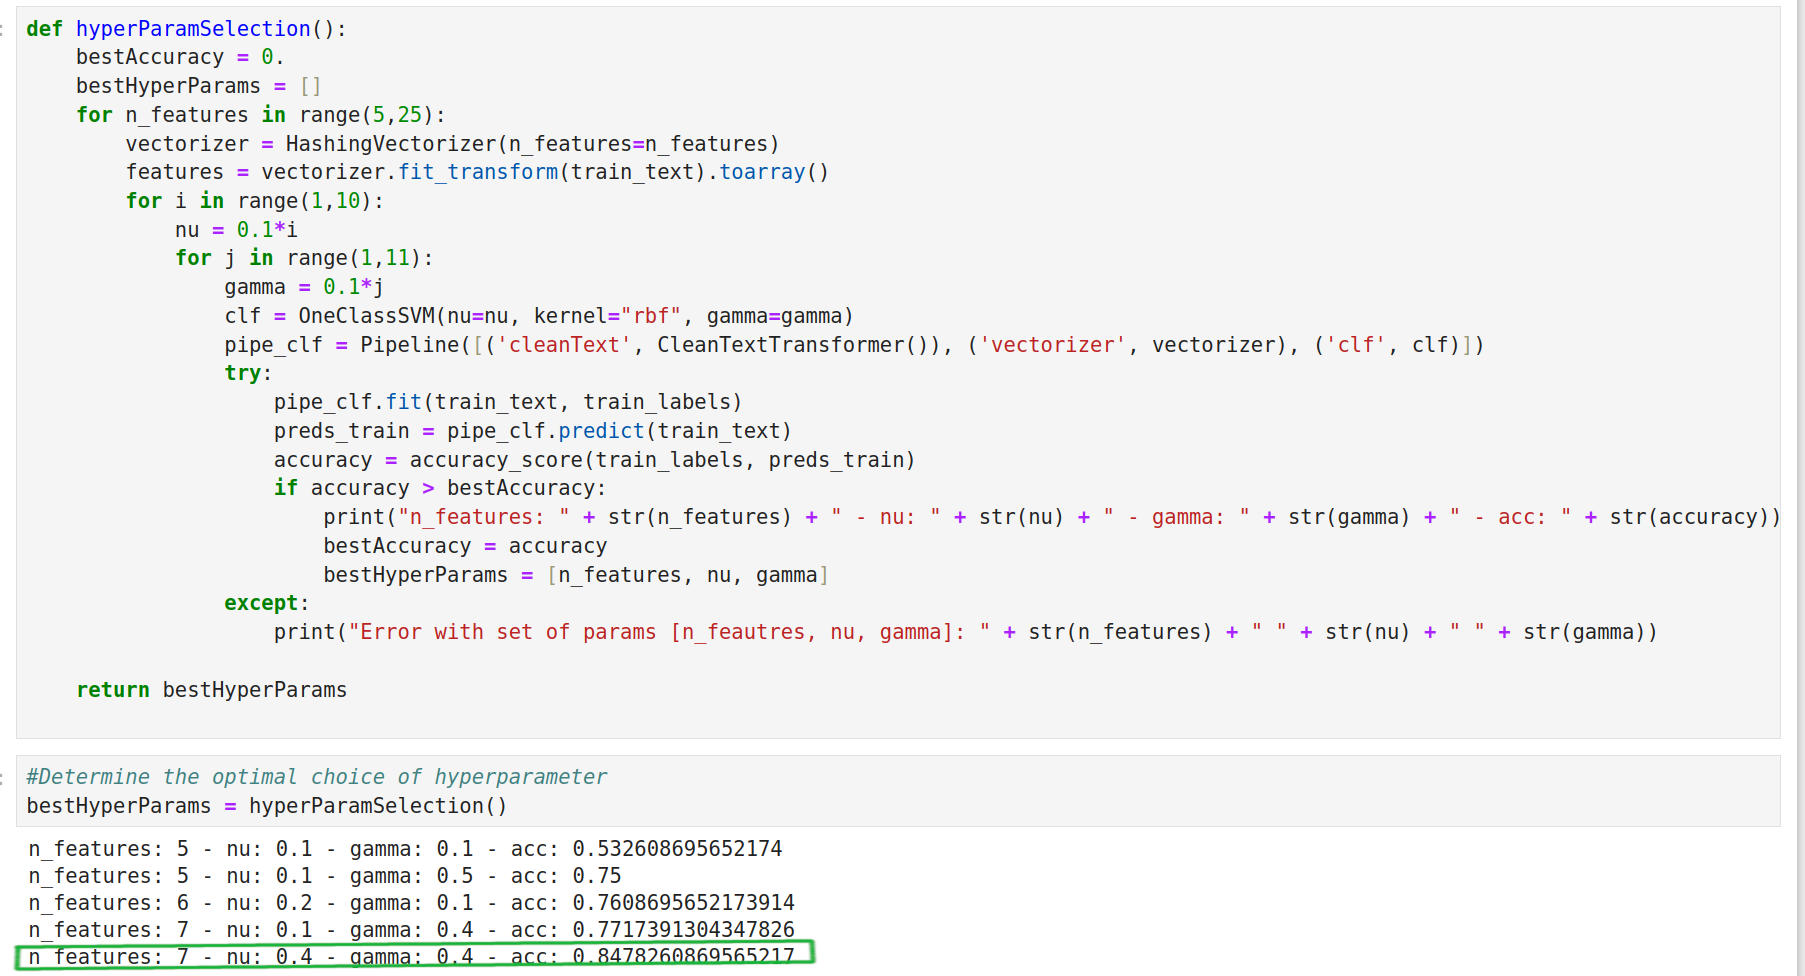 def hyperParamSelection():
    bestAccuracy = 0.
    bestHyperParams = []
    for n_features in range(5,25):
        vectorizer = HashingVectorizer(n_features=n_features)
        features = vectorizer.fit_transform(train_text).toarray()
        for i in range(1,10):
            nu = 0.1*i
            for j in range(1,11):
                gamma = 0.1*j
                clf = OneClassSVM(nu=nu, kernel="rbf", gamma=gamma)
                pipe_clf = Pipeline([('cleanText', CleanTextTransformer()), ('vectorizer', vectorizer), ('clf', clf)])
                try:
                    pipe_clf.fit(train_text, train_labels)
                    preds_train = pipe_clf.predict(train_text)
                    accuracy = accuracy_score(train_labels, preds_train)
                    if accuracy > bestAccuracy:
                        print("n_features: " + str(n_features) + " - nu: " + str(nu) + " - gamma: " + str(gamma) + " - acc: " + str(accuracy))
                        bestAccuracy = accuracy
                        bestHyperParams = [n_features, nu, gamma]
                except:
                    print("Error with set of params [n_feautres, nu, gamma]: " + str(n_features) + " " + str(nu) + " " + str(gamma))
    return bestHyperParams
#Determine the optimal choice of hyperparameter
bestHyperParams = hyperParamSelection()
n_features: 5 - nu: 0.1 - gamma: 0.1 - acc: 0.532608695652174
n_features: 5 - nu: 0.1 - gamma: 0.5 - acc: 0.75
n_features: 6 - nu: 0.2 - gamma: 0.1 - acc: 0.7608695652173914
n_features: 7 - nu: 0.1 - gamma: 0.4 - acc: 0.7717391304347826
n_features: 7 - nu: 0.4 - gamma: 0.4 - acc: 0.8478260869565217